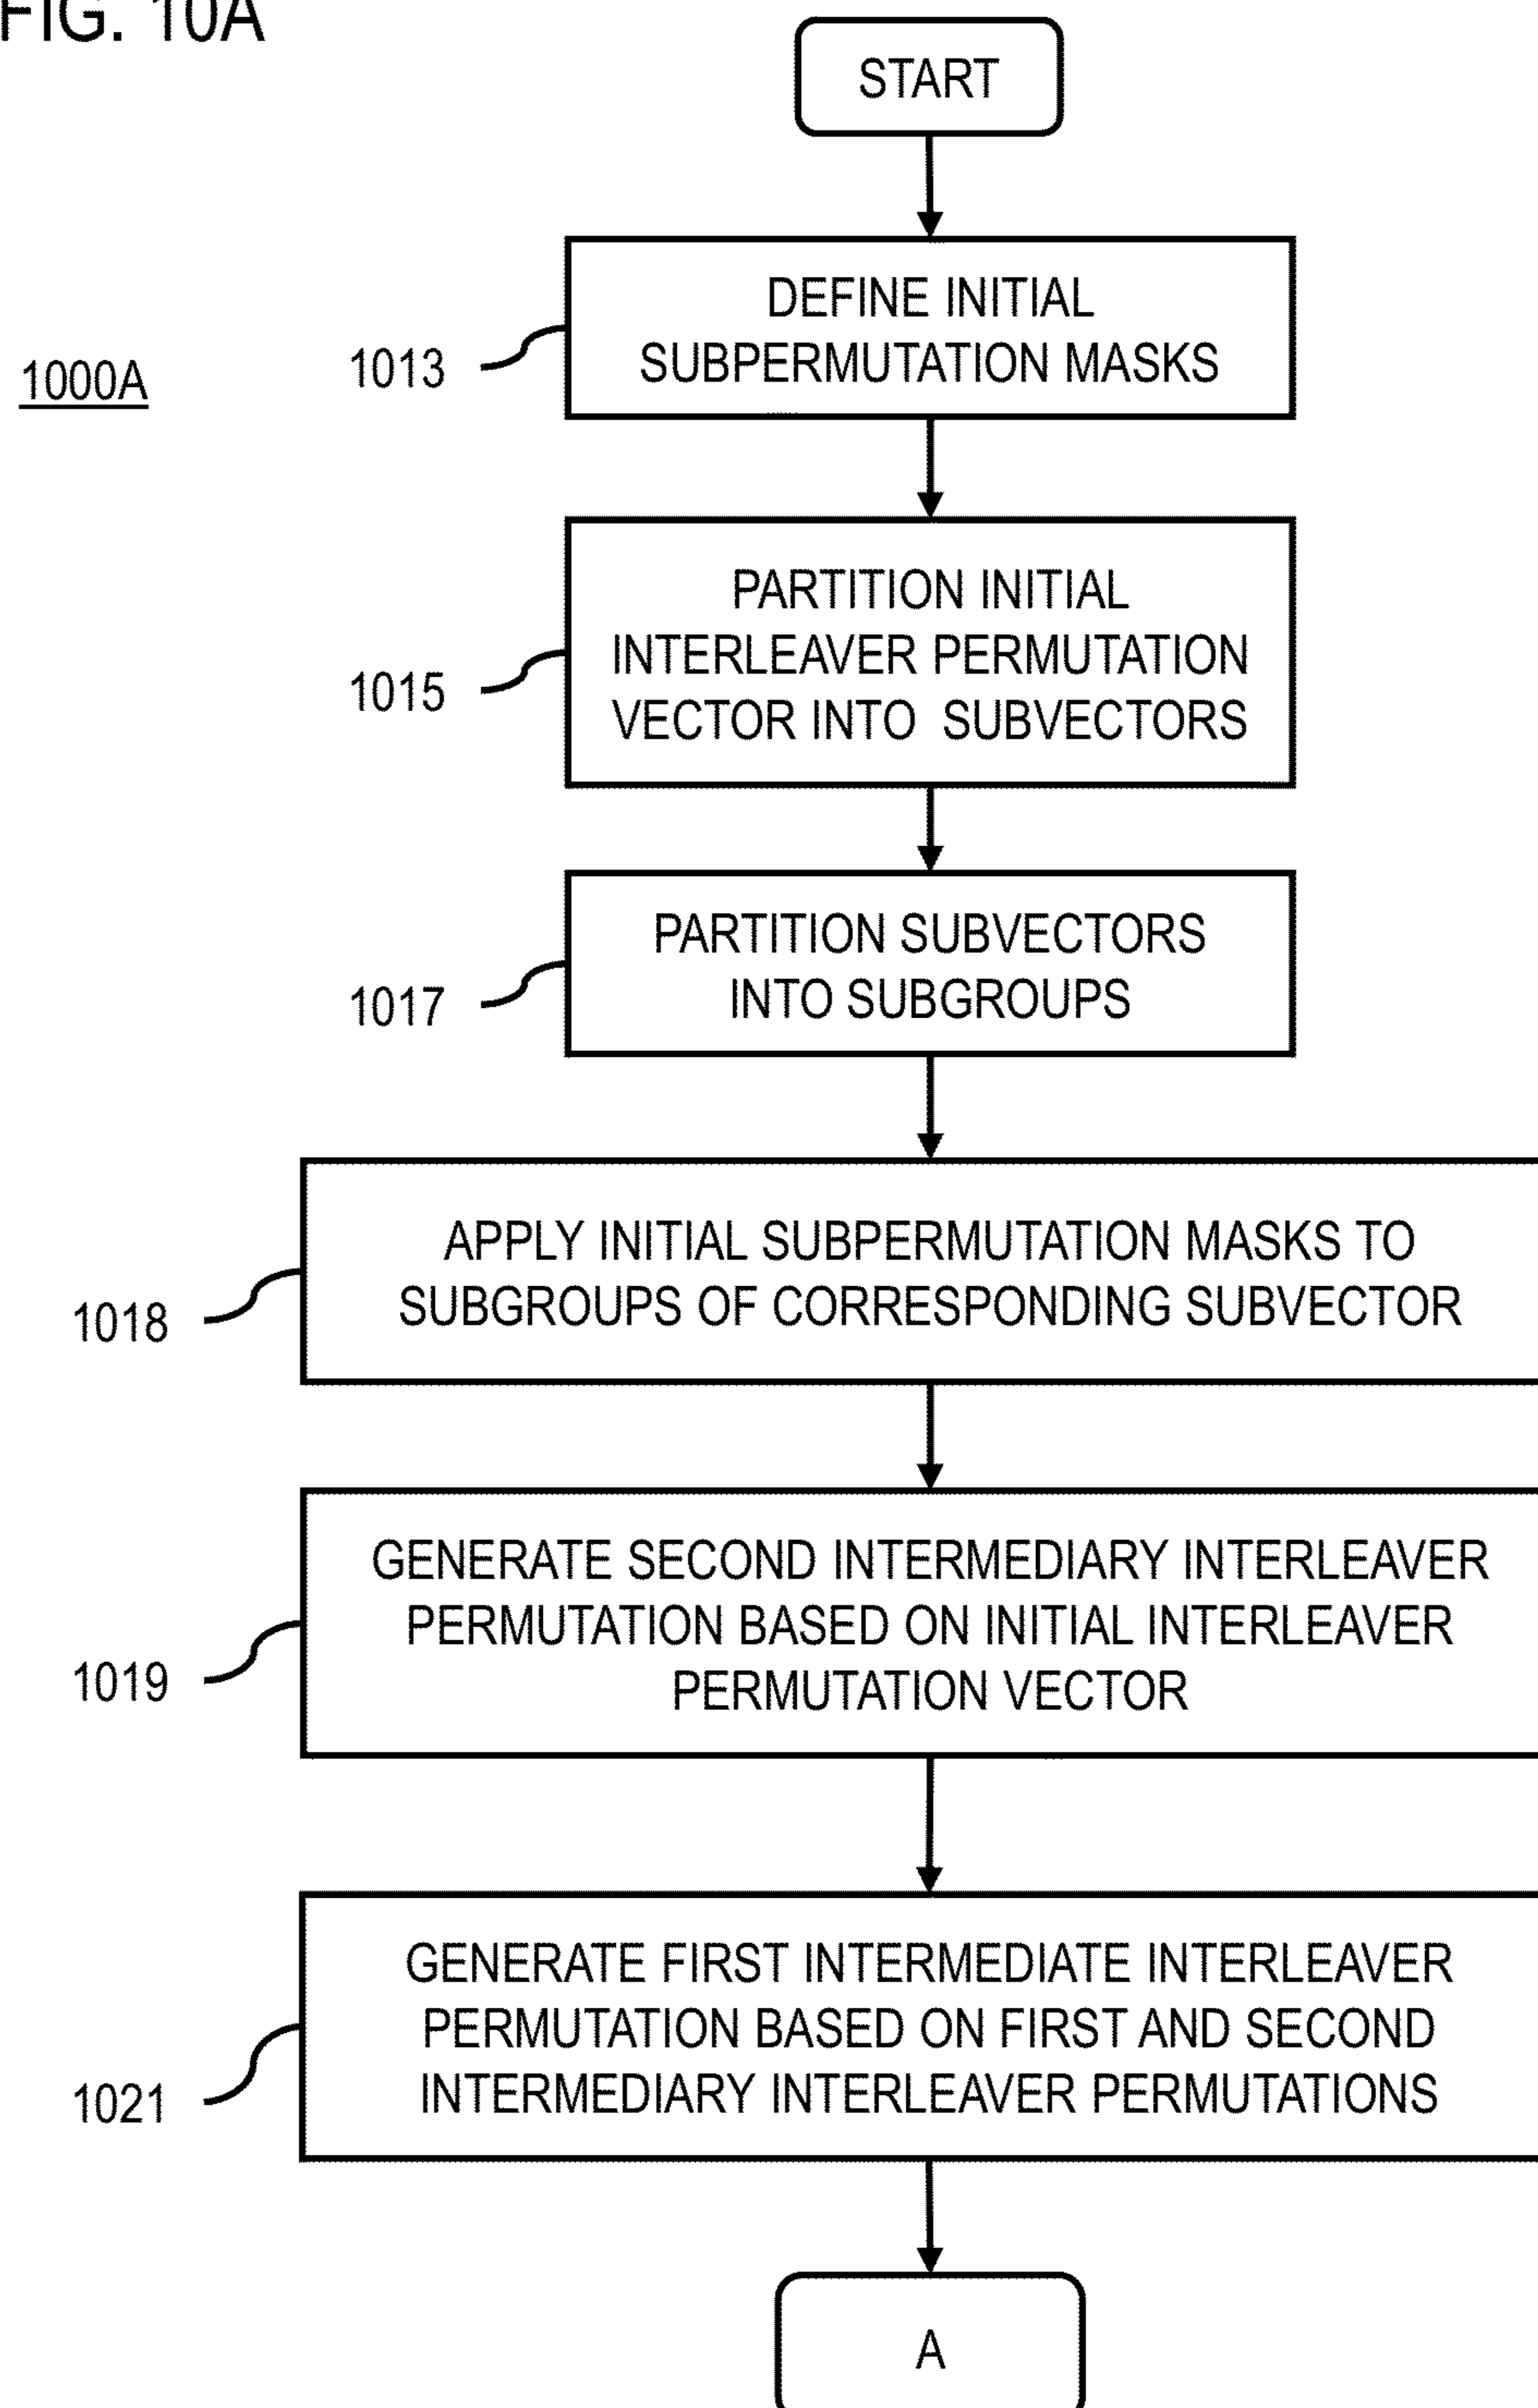 FIG. 10A
START
DEFINE INITIAL
SUBPERMUTATION MASKS
1000A
1013
PARTITION INITIAL
INTERLEAVER PERMUTATION
VECTOR INTO SUBVECTORS
1015
PARTITION SUBVECTORS
INTO SUBGROUPS
1017
APPLY INITIAL SUBPERMUTATION MASKS TO
SUBGROUPS OF CORRESPONDING SUBVECTOR
1018
GENERATE SECOND INTERMEDIARY INTERLEAVER
PERMUTATION BASED ON INITIAL INTERLEAVER
PERMUTATION VECTOR
1019
GENERATE FIRST INTERMEDIATE INTERLEAVER
PERMUTATION BASED ON FIRST AND SECOND
INTERMEDIARY INTERLEAVER PERMUTATIONS
1021
A